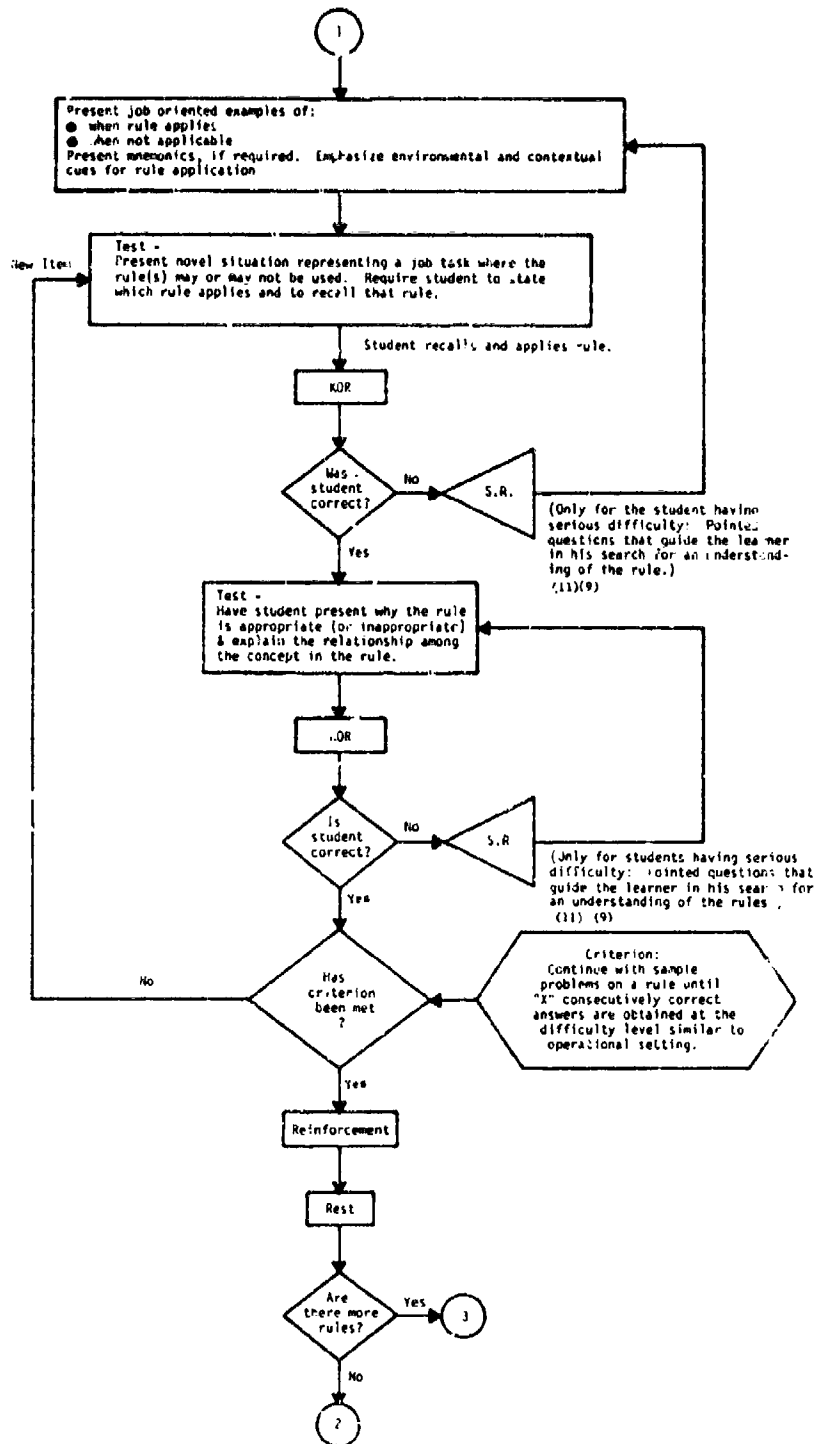 1
Present job oriented examples of:
● when rule applies
● when not applicable
Present mnemonics, if required. Emphasize environmental and contextual
cues for rule application
New Item
Test -
Present novel situation representing a job task where the
rule(s) may or may not be used. Require student to state
which rule applies and to recall that rule.
Student recalls and applies rule.
KOR
Was
student
correct?
No
S.R.
(Only for the student having
serious difficulty: Pointed
questions that guide the learner
in his search for an understand-
ing of the rule.)
(11)(9)
Yes
Test -
Have student present why the rule
is appropriate (or inappropriate)
& explain the relationship among
the concept in the rule.
KOR
Is
student
correct?
No
S.R
(Only for students having serious
difficulty: Pointed questions that
guide the learner in his search for
an understanding of the rules
(11) (9)
Yes
No
Has
criterion
been met
?
Criterion:
Continue with sample
problems on a rule until
"X" consecutively correct
answers are obtained at the
difficulty level similar to
operational setting.
Yes
Reinforcement
Rest
Are
there more
rules?
Yes
3
No
2